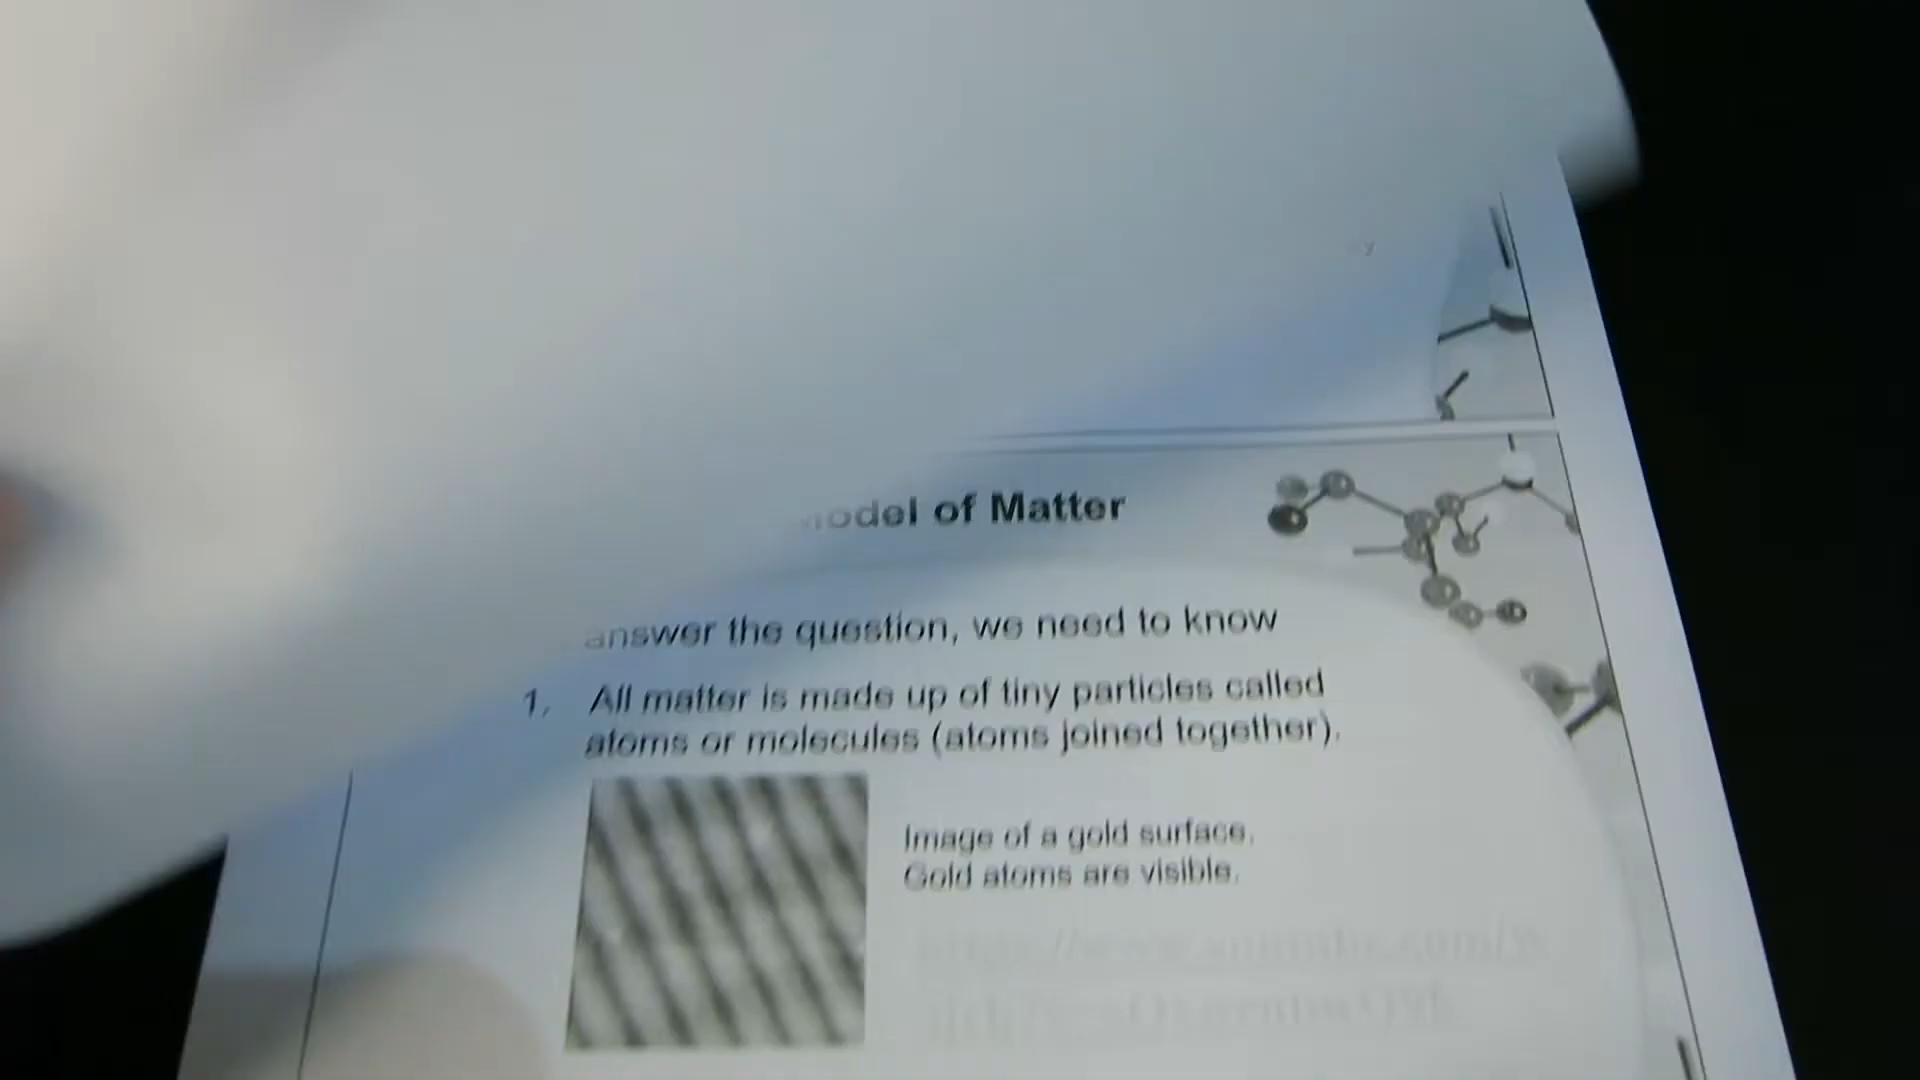 of Matter
answer the question, we need to know
1. All matter is made up of tiny particles called
atoms or molecules (atoms joined together).
Image of a gold surface.
Gold atoms are visible.